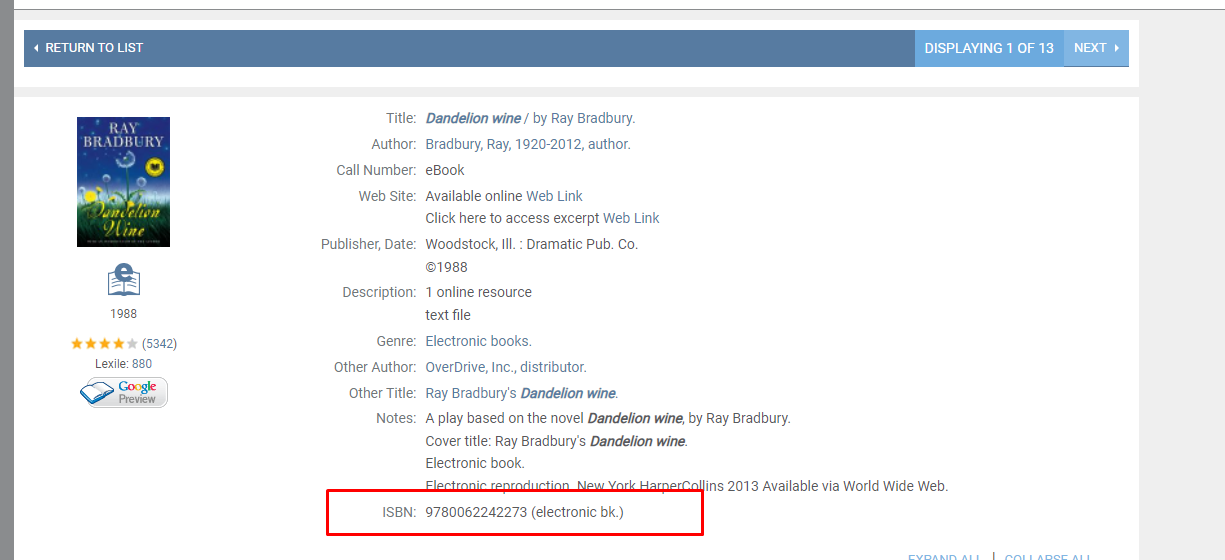 RETURN TO LIST
DISPLAYING 1 OF 13
NEXT
RAY
BRADBURY
Dandelion
Wine
Title: Dandelion wine / by Ray Bradbury.
Author: Bradbury, Ray, 1920-2012, author.
Call Number: eBook
Web Site: Available online Web Link
Click here to access excerpt Web Link
Publisher, Date: Woodstock, Ill. : Dramatic Pub. Co.
©1988
Description: 1 online resource
text file
Genre: Electronic books.
Other Author: OverDrive, Inc., distributor.
Other Title: Ray Bradbury's Dandelion wine.
Notes: A play based on the novel Dandelion wine, by Ray Bradbury.
Cover title: Ray Bradbury's Dandelion wine.
Electronic book.
Electronic reproduction. New York HarperCollins 2013 Available via World Wide Web.
ISBN: 9780062242273 (electronic bk.)
e
1988
(5342)
Lexile: 880
Google
Preview
EXPAND ALL | COLLAPSE ALL